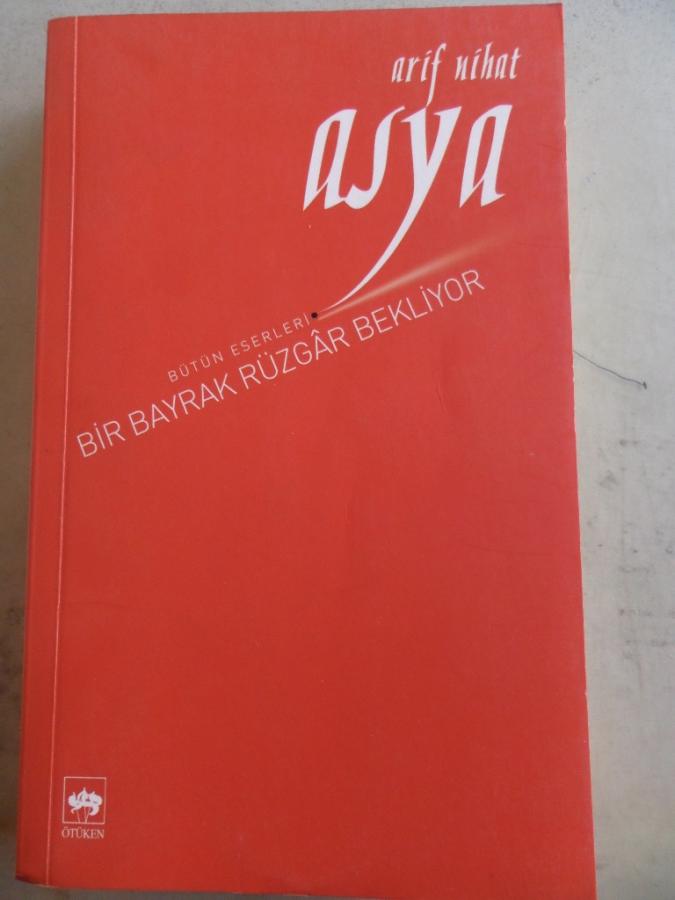 arif nihat
asya
BÜTÜN ESERLERİ
BİR BAYRAK RÜZGÂR BEKLİYOR
ÖTÜKEN